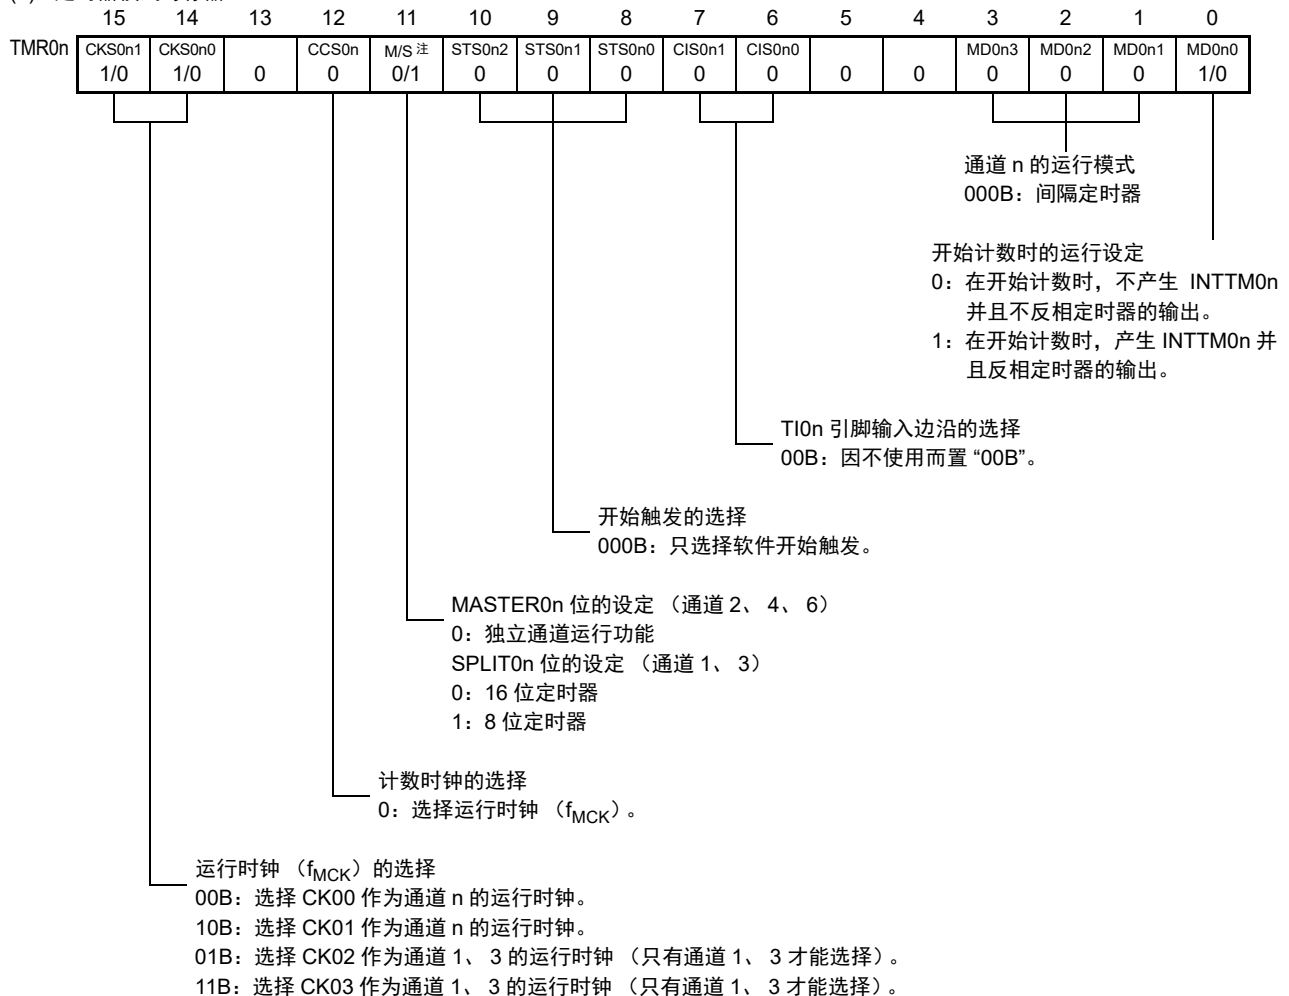 15 14 13 12 11 10 9 8 7 6 5 4 3 2 1 0
TMR0n CKS0n1 CKS0n0 CCS0n M/S 注 STS0n2 STS0n1 STS0n0 CIS0n1 CIS0n0 MD0n3 MD0n2 MD0n1 MD0n0
1/0 1/0 0 0 0/1 0 0 0 0 0 0 0 0 0 0 1/0
通道 n 的运行模式
000B：间隔定时器
开始计数时的运行设定
0：在开始计数时，不产生 INTTM0n
并且不反相定时器的输出。
1：在开始计数时，产生 INTTM0n 并
且反相定时器的输出。
TI0n 引脚输入边沿的选择
00B：因不使用而置 “00B”。
开始触发的选择
000B：只选择软件开始触发。
MASTER0n 位的设定 （通道 2、 4、 6）
0：独立通道运行功能
SPLIT0n 位的设定 （通道 1、 3）
0：16 位定时器
1：8 位定时器
计数时钟的选择
0：选择运行时钟 （fMCK）。
运行时钟 （fMCK）的选择
00B：选择 CK00 作为通道 n 的运行时钟。
10B：选择 CK01 作为通道 n 的运行时钟。
01B：选择 CK02 作为通道 1、 3 的运行时钟 （只有通道 1、 3 才能选择）。
11B：选择 CK03 作为通道 1、 3 的运行时钟 （只有通道 1、 3 才能选择）。